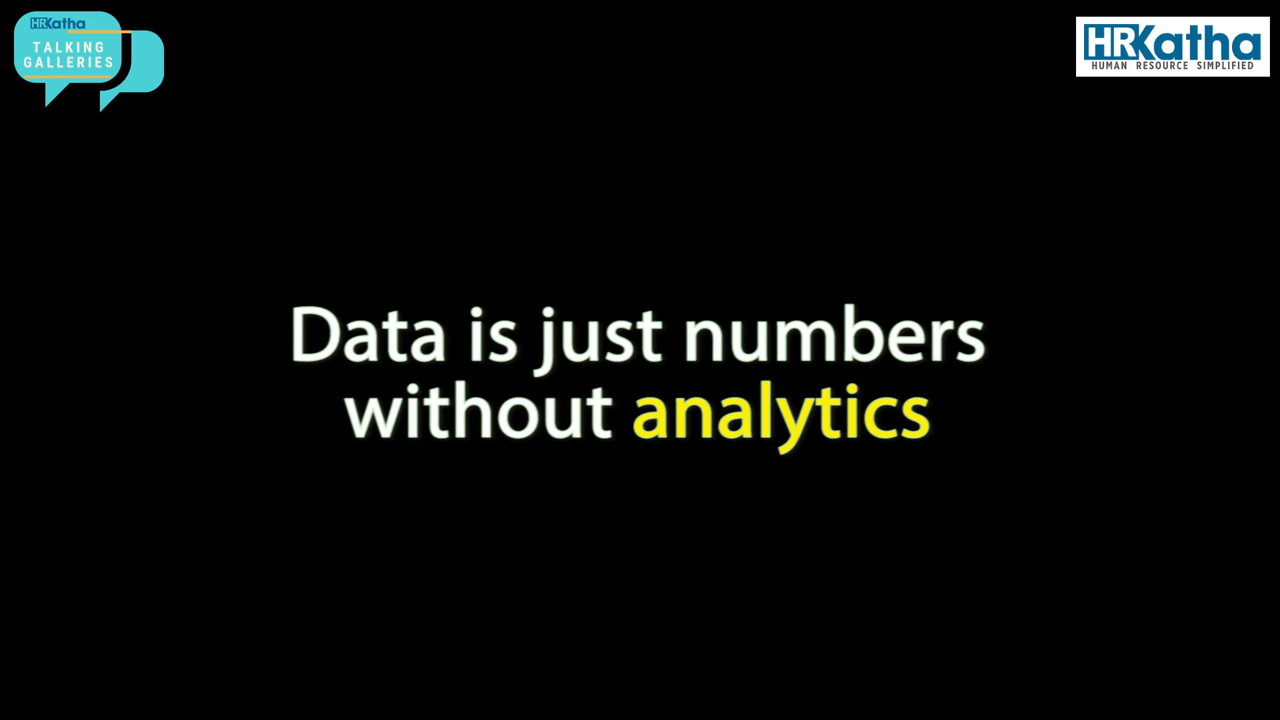 HRKatha
TALKING
GALLERIES
HRKatha
HUMAN RESOURCE SIMPLIFIED
Data is just numbers
without analytics